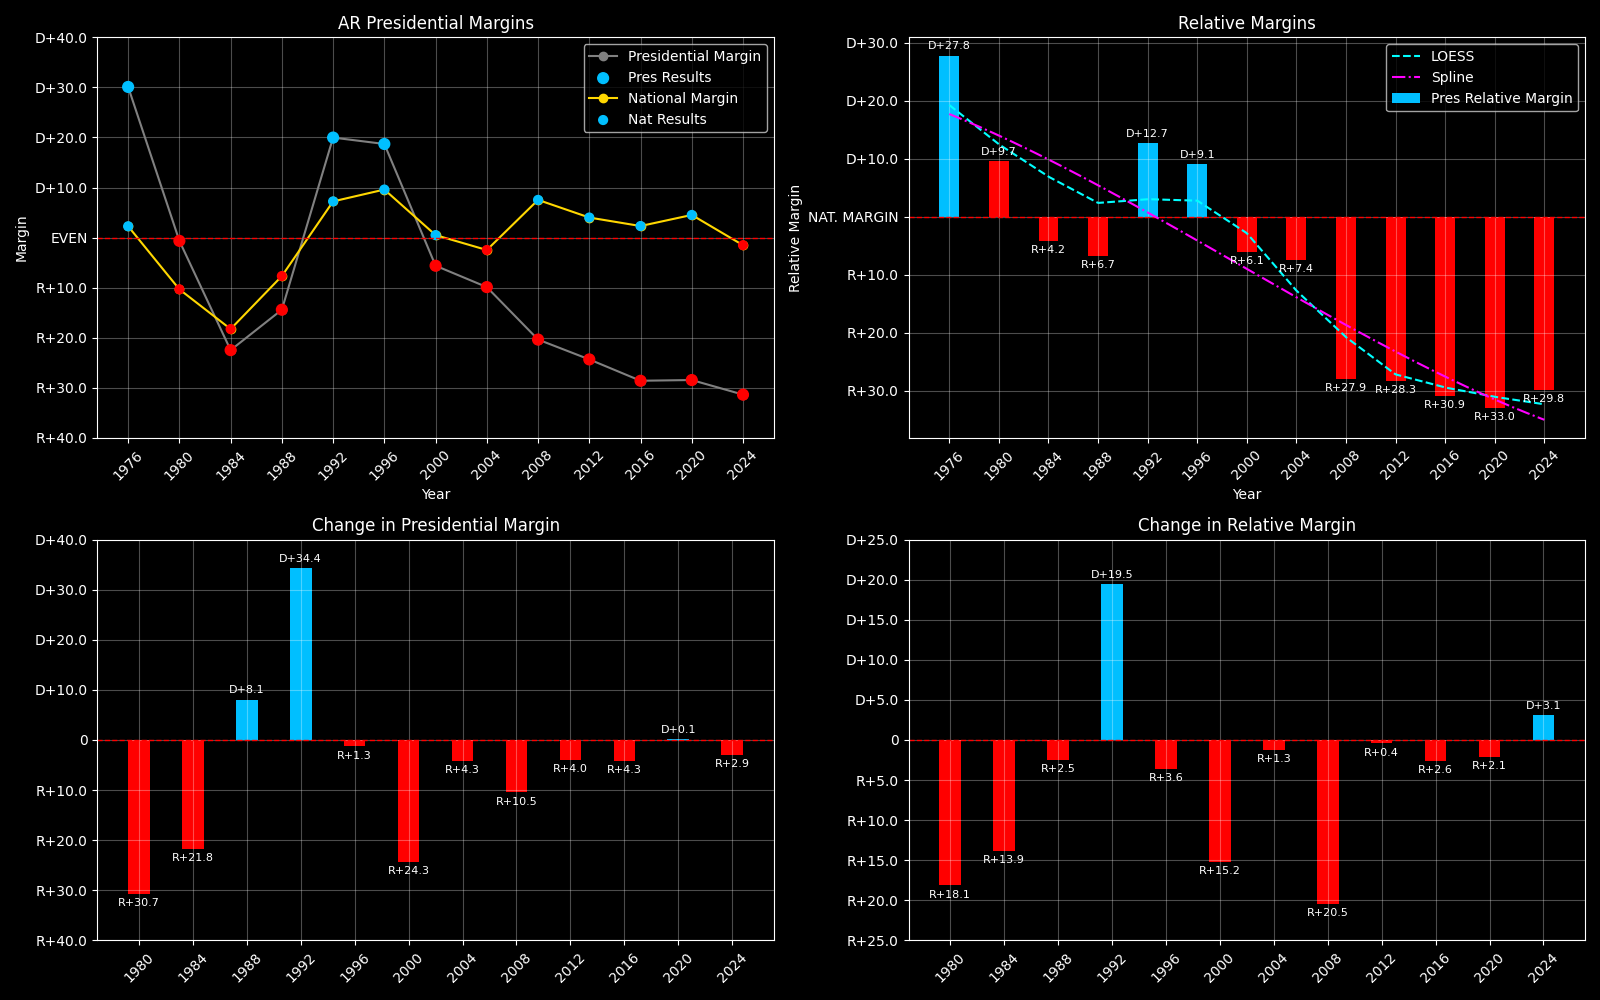 AR Presidential Margins
D+40.0
D+30.0
D+20.0
D+10.0
EVEN
R+10.0
R+20.0
R+30.0
R+40.0
Margin
Presidential Margin
Pres Results
National Margin
Nat Results
1976
1980
1984
1988
1992
1996
2000
2004
2008
2012
2016
2020
2024
Year
Relative Margins
D+30.0
D+20.0
D+10.0
NAT. MARGIN
R+10.0
R+20.0
R+30.0
Relative Margin
LOESS
Spline
Pres Relative Margin
D+27.8
D+9.7
R+4.2
R+6.7
D+12.7
D+9.1
R+6.1
R+7.4
R+27.9
R+28.3
R+30.9
R+33.0
R+29.8
1976
1980
1984
1988
1992
1996
2000
2004
2008
2012
2016
2020
2024
Year
Change in Presidential Margin
D+40.0
D+30.0
D+20.0
D+10.0
0
R+10.0
R+20.0
R+30.0
R+40.0
R+30.7
R+21.8
D+8.1
D+34.4
R+1.3
R+24.3
R+4.3
R+10.5
R+4.0
R+4.3
D+0.1
R+2.9
1980
1984
1988
1992
1996
2000
2004
2008
2012
2016
2020
2024
Change in Relative Margin
D+25.0
D+20.0
D+15.0
D+10.0
D+5.0
0
R+5.0
R+10.0
R+15.0
R+20.0
R+25.0
R+18.1
R+13.9
R+2.5
D+19.5
R+3.6
R+15.2
R+1.3
R+20.5
R+0.4
R+2.6
R+2.1
D+3.1
1980
1984
1988
1992
1996
2000
2004
2008
2012
2016
2020
2024